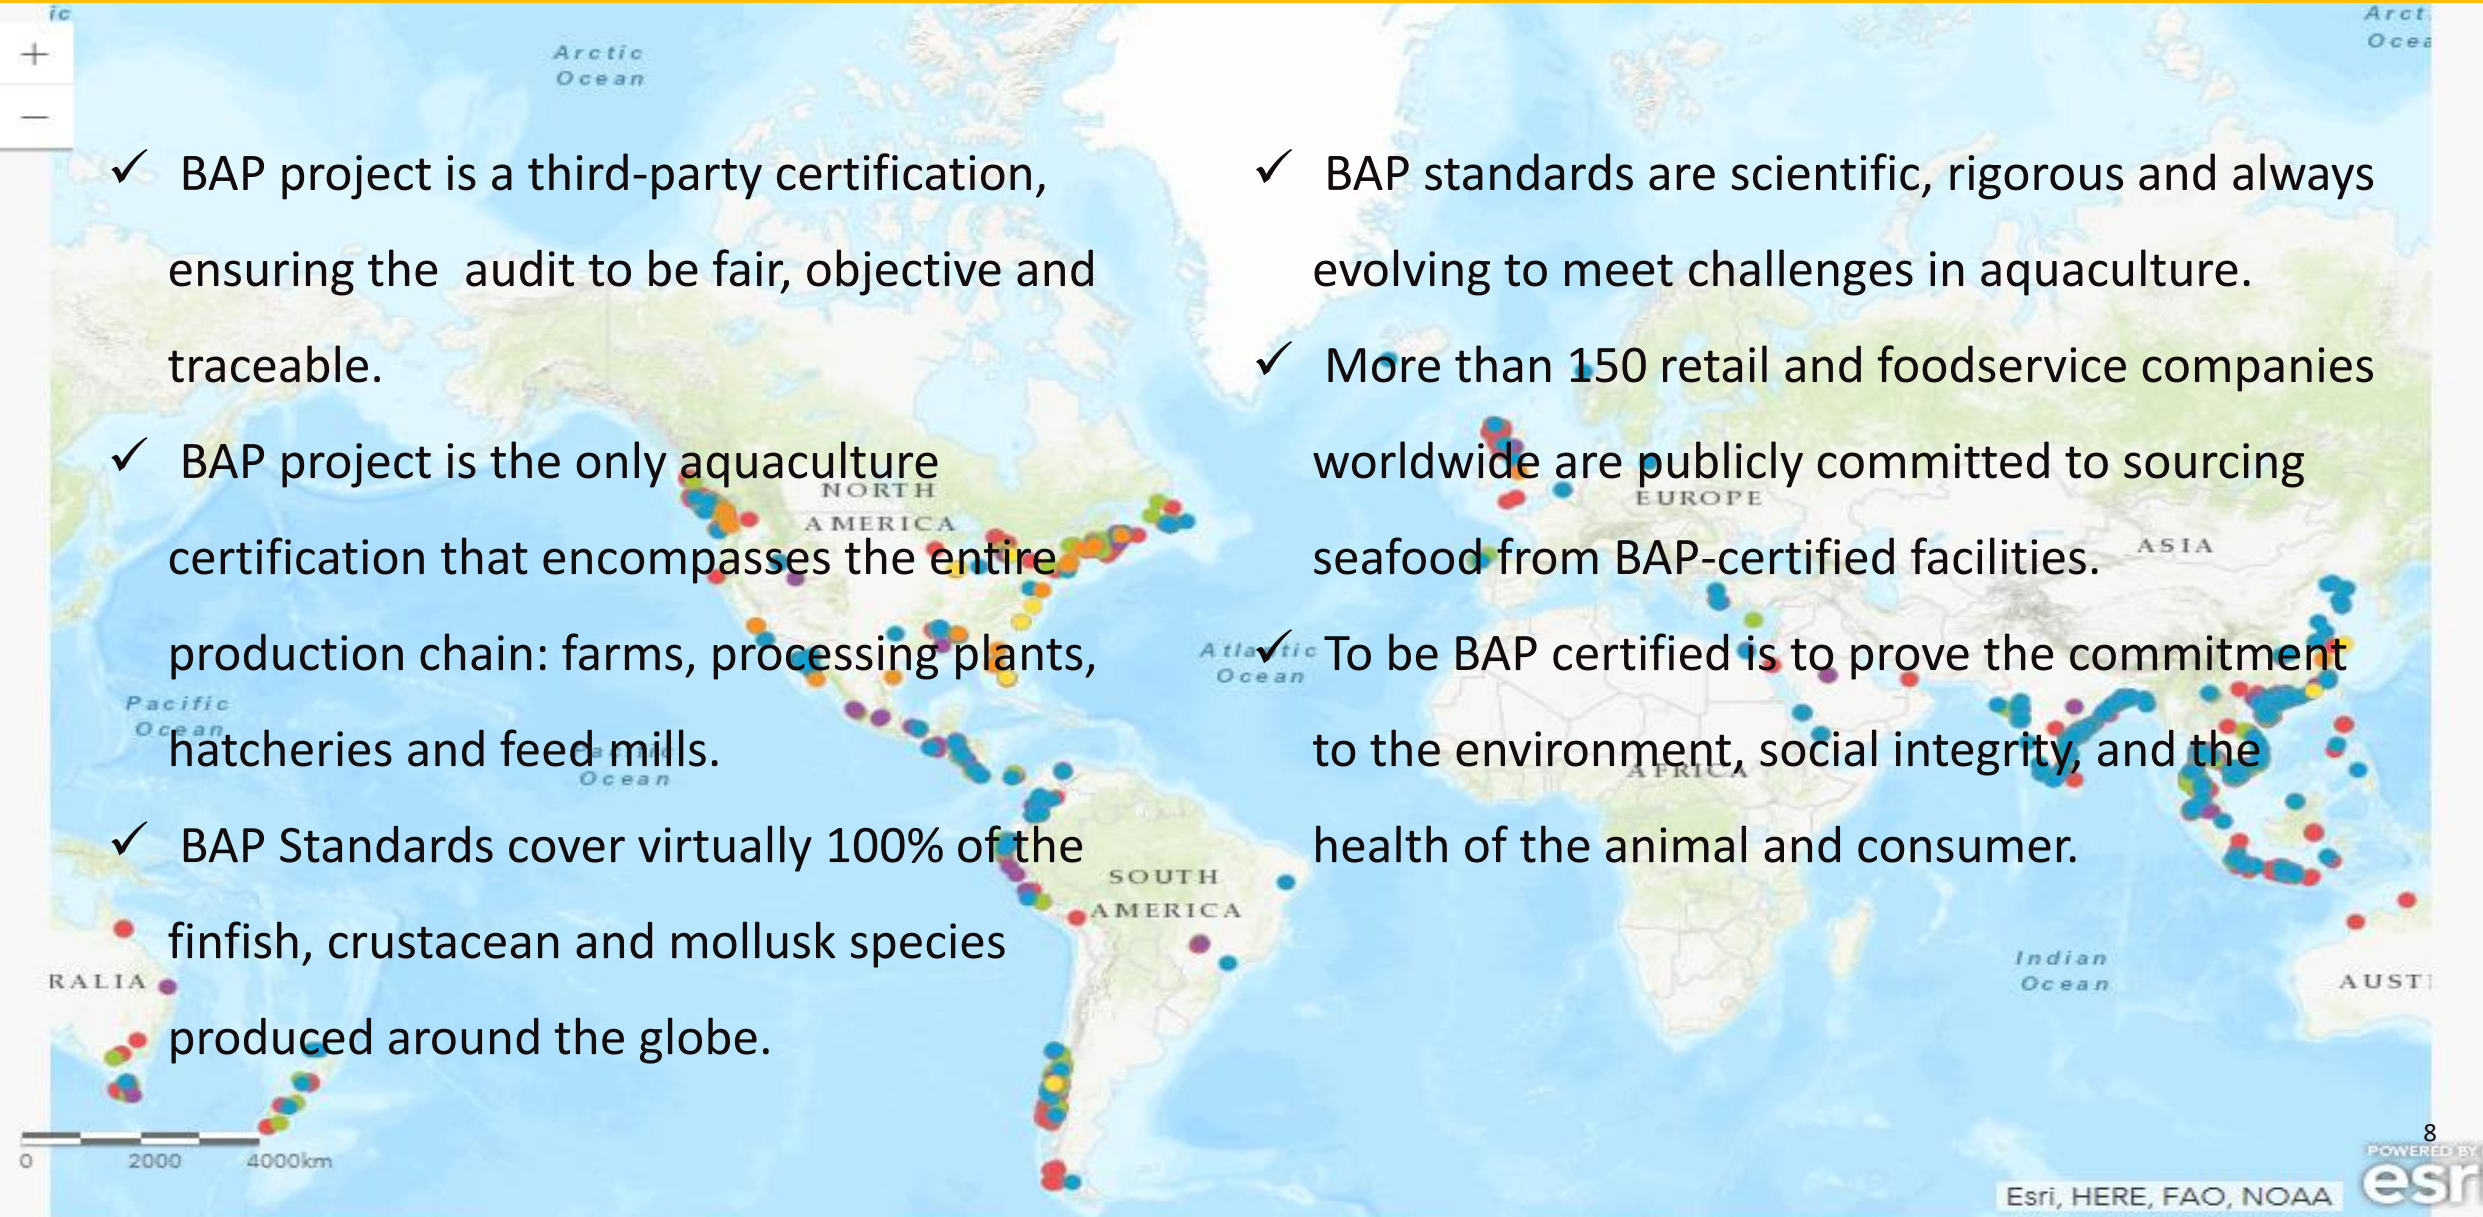 ic
Arctic
Ocean
Arct
Ocea
+
−
✓ BAP project is a third-party certification,
ensuring the  audit to be fair, objective and
traceable.
✓ BAP project is the only aquaculture
certification that encompasses the entire
production chain: farms, processing plants,
hatcheries and feed mills.
✓ BAP Standards cover virtually 100% of the
finfish, crustacean and mollusk species
produced around the globe.
✓ BAP standards are scientific, rigorous and always
evolving to meet challenges in aquaculture.
✓ More than 150 retail and foodservice companies
worldwide are publicly committed to sourcing
seafood from BAP-certified facilities.
✓ To be BAP certified is to prove the commitment
to the environment, social integrity, and the
health of the animal and consumer.
NORTH
AMERICA
EUROPE
ASIA
Atlantic
Ocean
Pacific
Ocean
Pacific
Ocean
AFRICA
SOUTH
AMERICA
RALIA
Indian
Ocean
AUST
0 2000 4000km
8
POWERED BY
esri
Esri, HERE, FAO, NOAA